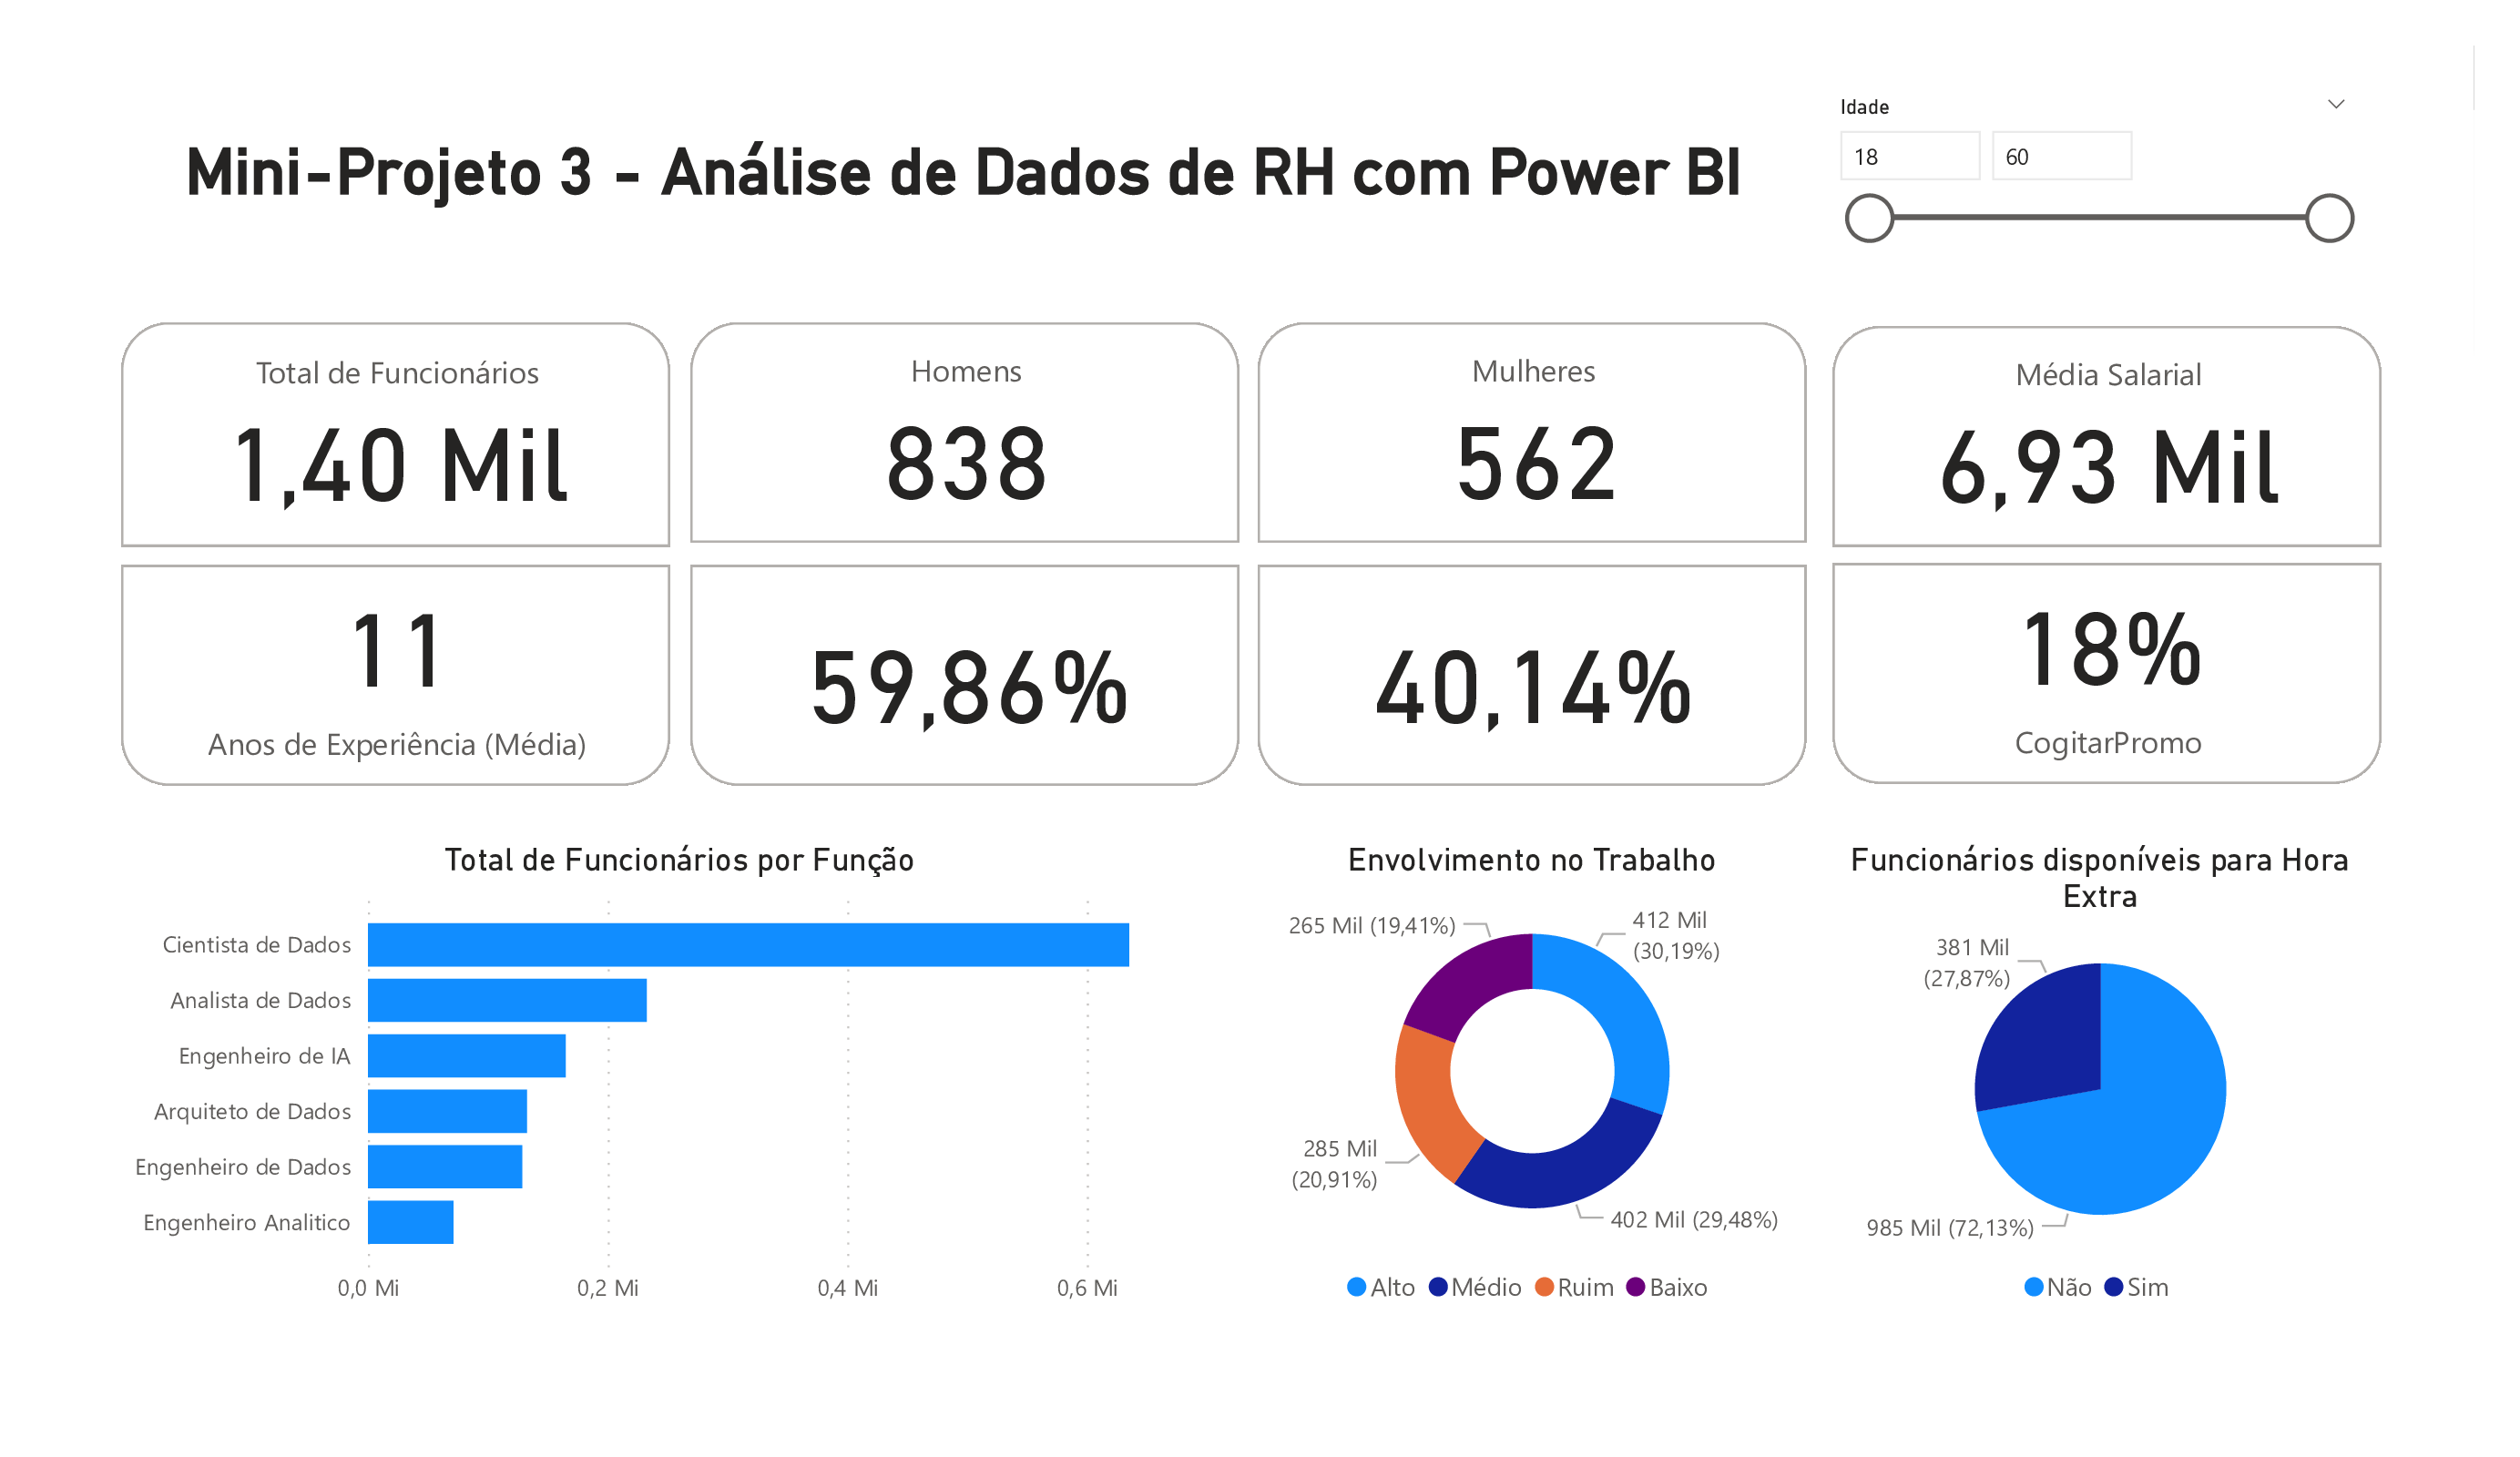 Mini-Projeto 3 - Análise de Dados de RH com Power BI
Idade
18
60
Total de Funcionários
1,40 Mil
Homens
838
Mulheres
562
Média Salarial
6,93 Mil
11
Anos de Experiência (Média)
59,86%
40,14%
18%
CogitarPromo
Total de Funcionários por Função
Cientista de Dados
Analista de Dados
Engenheiro de IA
Arquiteto de Dados
Engenheiro de Dados
Engenheiro Analitico
0,0 Mi
0,2 Mi
0,4 Mi
0,6 Mi
Envolvimento no Trabalho
265 Mil (19,41%)
412 Mil
(30,19%)
285 Mil
(20,91%)
402 Mil (29,48%)
Alto
Médio
Ruim
Baixo
Funcionários disponíveis para Hora
Extra
381 Mil
(27,87%)
985 Mil (72,13%)
Não
Sim